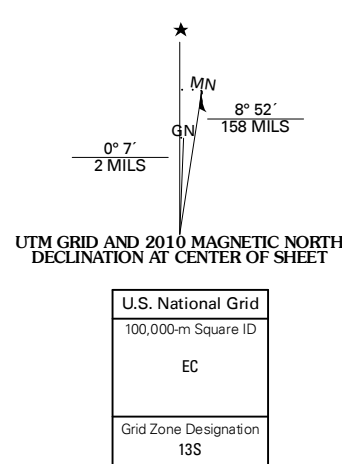 ★
MN
8° 52´
158 MILS
GN
0° 7´
2 MILS
UTM GRID AND 2010 MAGNETIC NORTH
DECLINATION AT CENTER OF SHEET
U.S. National Grid
100,000-m Square ID
EC
Grid Zone Designation
13S